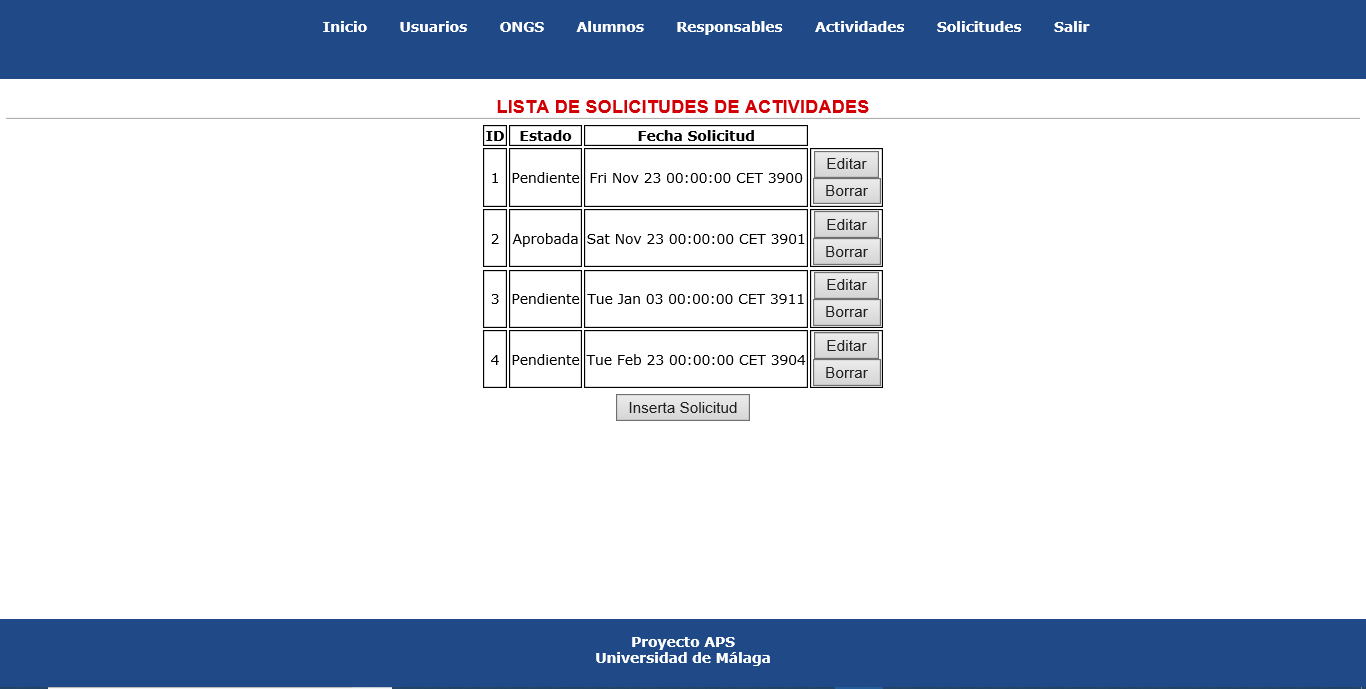 Inicio Usuarios ONGS Alumnos Responsables Actividades Solicitudes Salir
LISTA DE SOLICITUDES DE ACTIVIDADES
ID Estado Fecha Solicitud
1 Pendiente Fri Nov 23 00:00:00 CET 3900 Editar
Borrar
2 Aprobada Sat Nov 23 00:00:00 CET 3901 Editar
Borrar
3 Pendiente Tue Jan 03 00:00:00 CET 3911 Editar
Borrar
4 Pendiente Tue Feb 23 00:00:00 CET 3904 Editar
Borrar
Inserta Solicitud
Proyecto APS
Universidad de Málaga